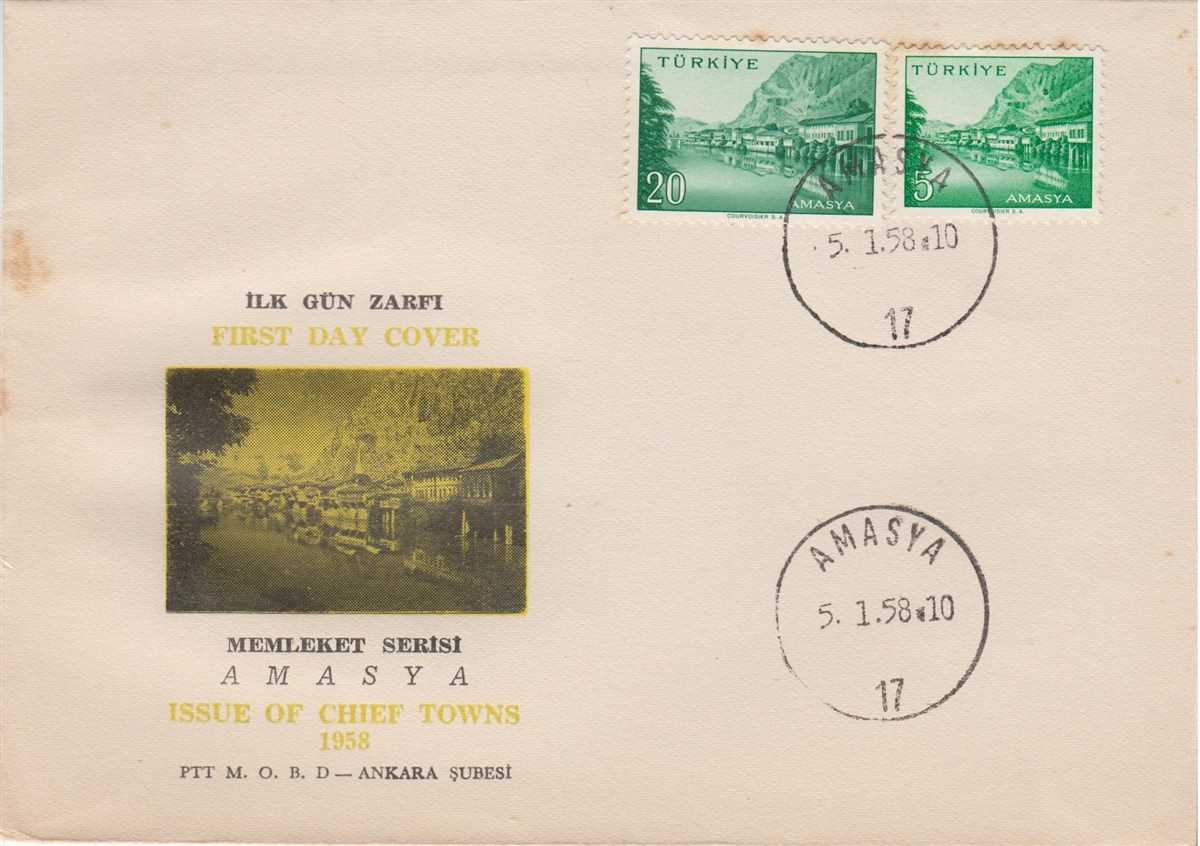 TÜRKİYE
20
AMASYA
COURVOISIER S.A.
TÜRKİYE
5
AMASYA
COURVOISIER S.A.
AMASYA
5. 1.58.10
17
İLK GÜN ZARFI
FIRST DAY COVER
MEMLEKET SERİSİ
AMASYA
ISSUE OF CHIEF TOWNS
1958
PTT M. O. B. D — ANKARA ŞUBESİ
AMASYA
5. 1.58.10
17